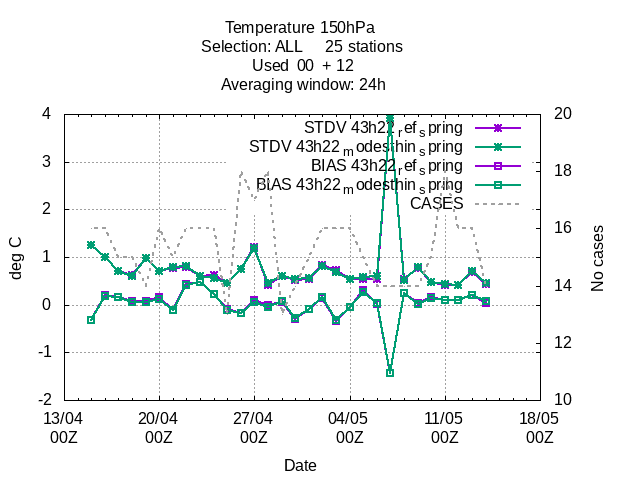 Temperature 150hPa
Selection: ALL 25 stations
Used 00 + 12
Averaging window: 24h
STDV 43h22_ref_spring
STDV 43h22_modesthin_spring
BIAS 43h22_ref_spring
BIAS 43h22_modesthin_spring
CASES
deg C
4
3
2
1
0
-1
-2
20
18
16
14
12
10
No cases
13/04 20/04 27/04 04/05 11/05 18/05
00Z 00Z 00Z 00Z 00Z 00Z
Date